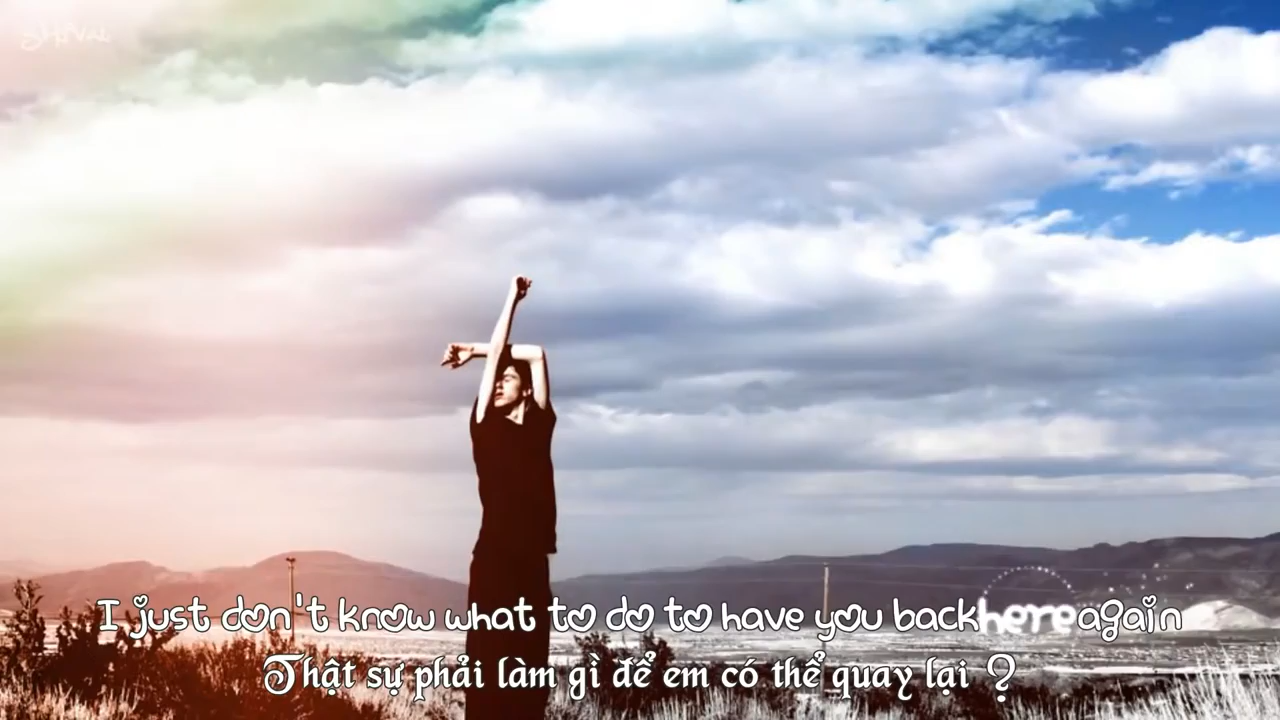 I just don't know what to do to have you back here again
Thật sự phải làm gì để em có thể quay lại ?